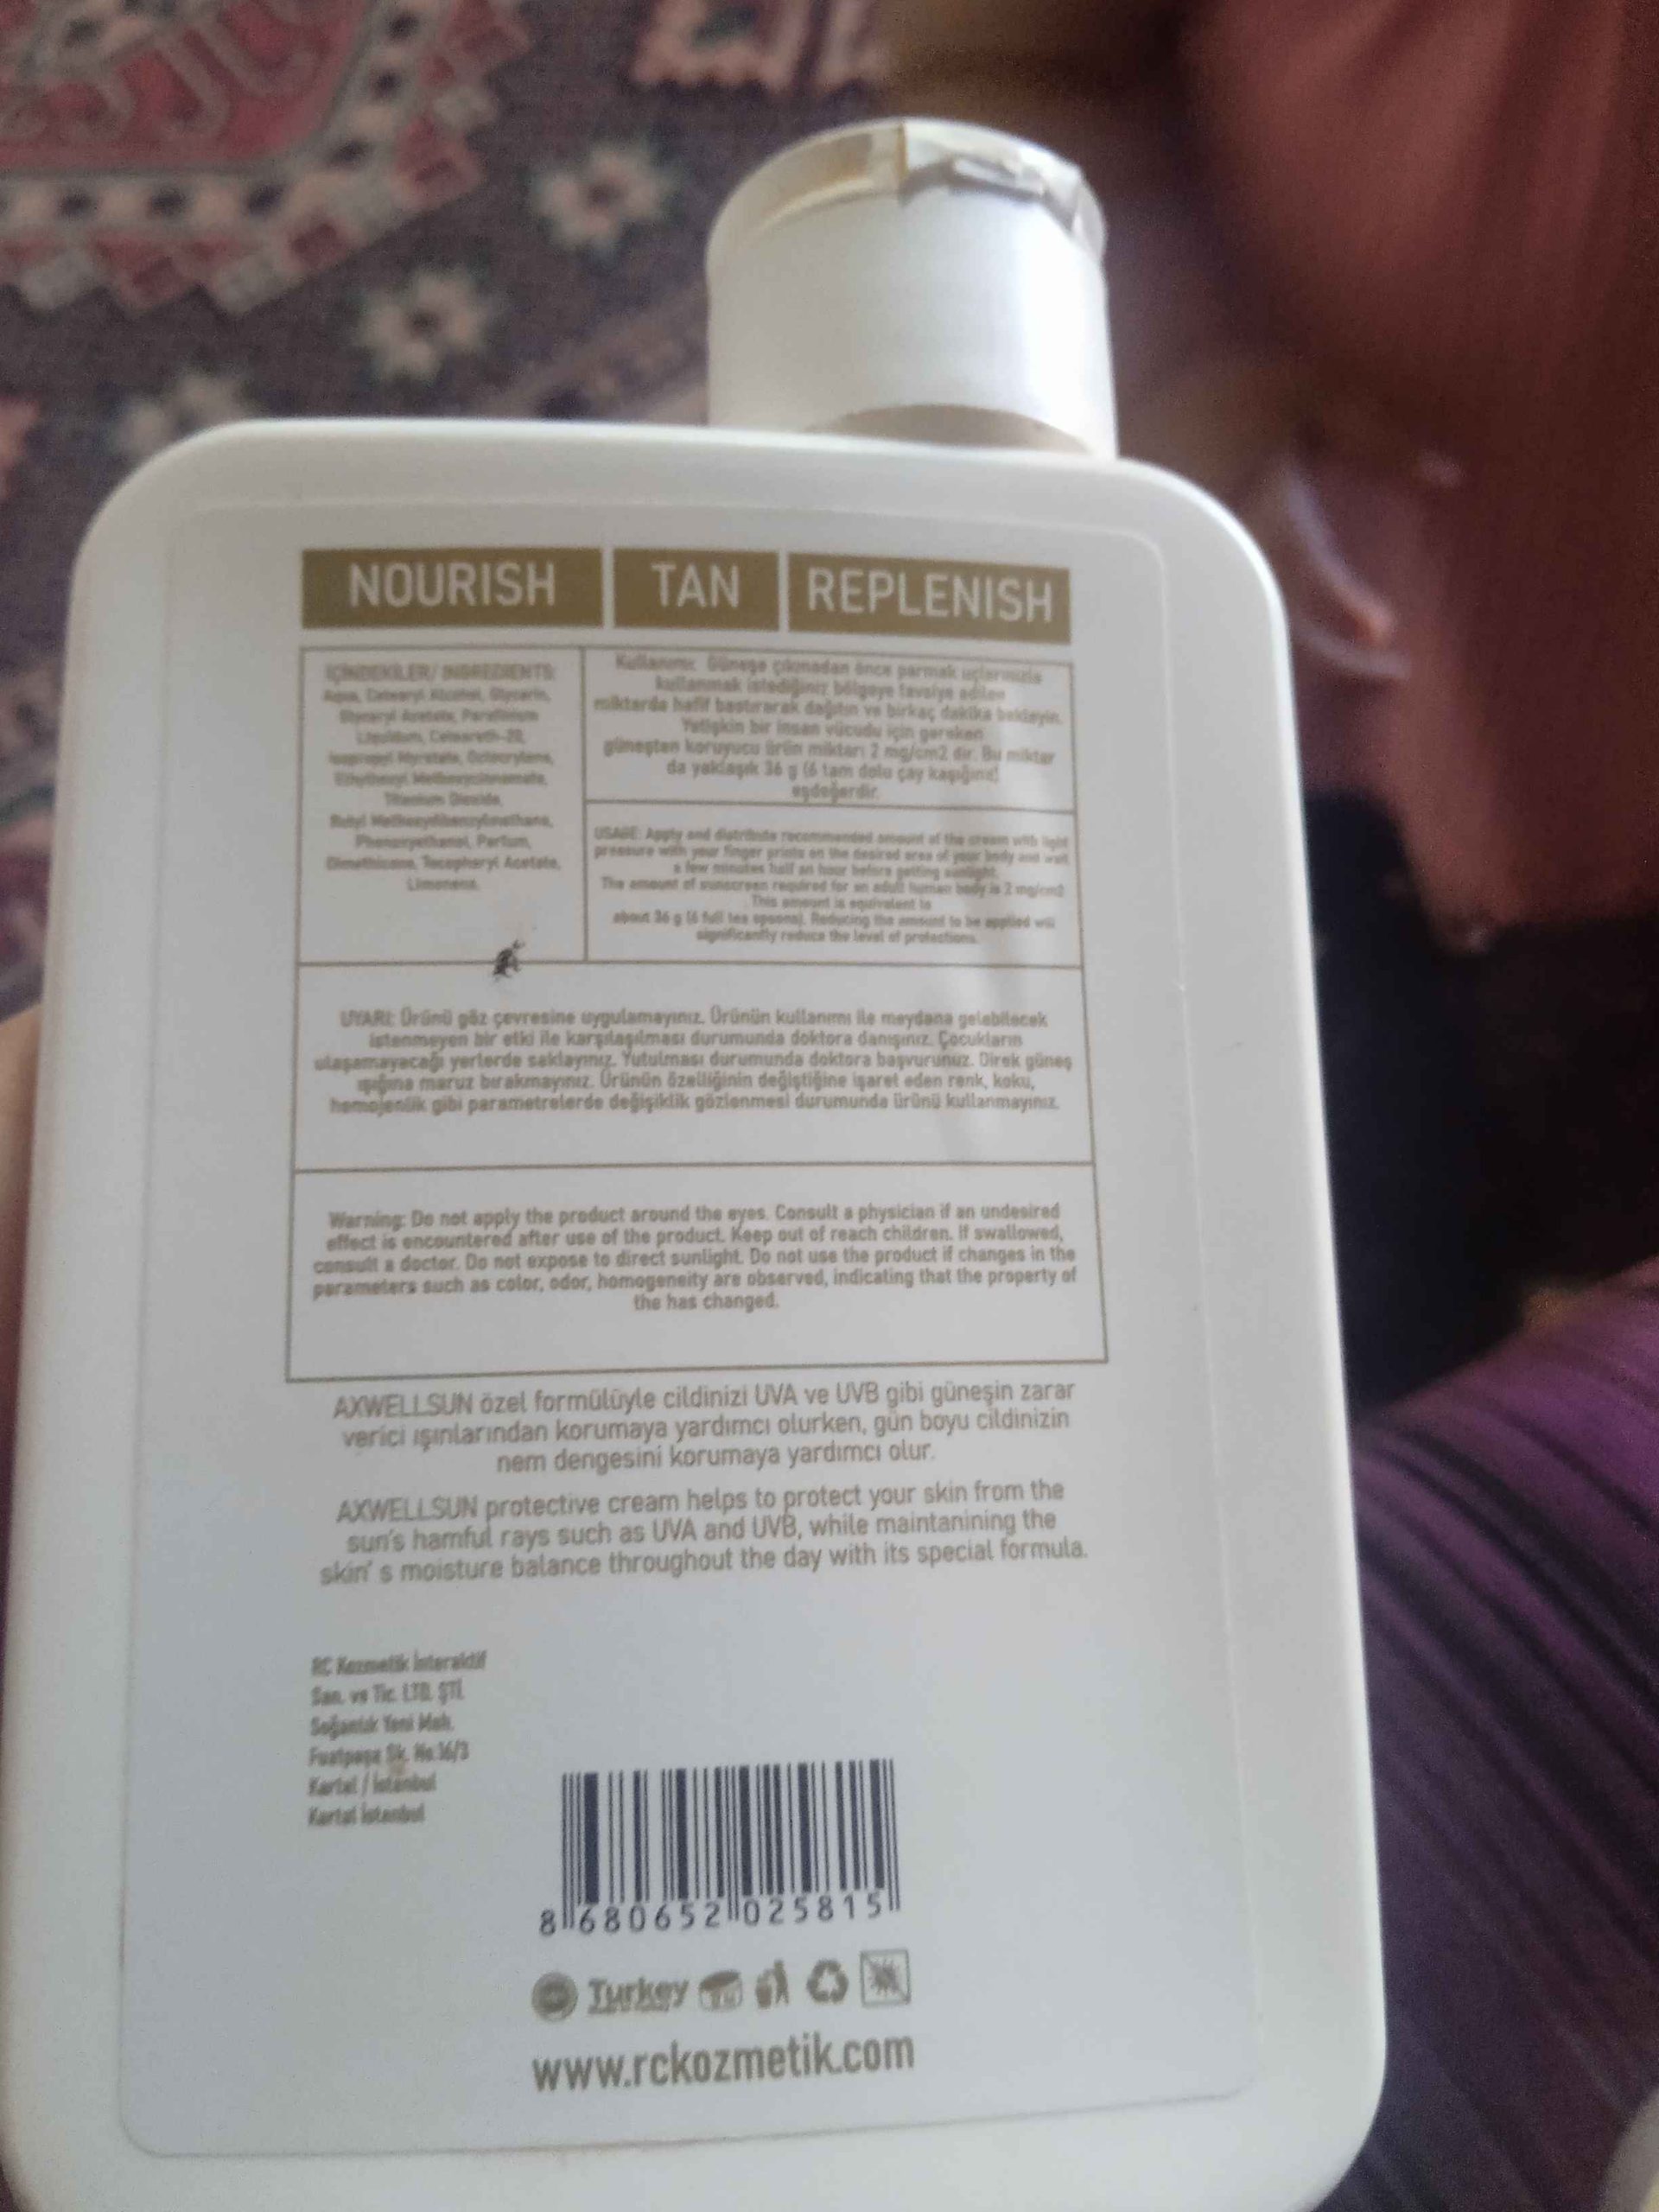 NOURISH TAN REPLENISH
İÇİNDEKİLER/ INGREDIENTS:
Aqua, Cetearyl Alcohol, Glycerin,
Glyceryl Acetate, Paraffinium
Liquidum, Ceteareth-20,
Isopropyl Myristate, Octocrylene,
Ethylhexyl Methoxycinnamate,
Titanium Dioxide,
Butyl Methoxydibenzoylmethane,
Phenoxyethanol, Parfum,
Dimethicone, Tocopheryl Acetate,
Limonene.
Kullanımı: Güneşe çıkmadan önce parmak uçlarınızla
kullanmak istediğiniz bölgeye tavsiye edilen
miktarda hafif bastırarak dağıtın ve birkaç dakika bekleyin.
Yetişkin bir insan vücudu için gereken
güneşten koruyucu ürün miktarı 2 mg/cm2 dir. Bu miktar
da yaklaşık 36 g (6 tam dolu çay kaşığına)
eşdeğerdir.
USAGE: Apply and distribute recommended amount of the cream with light
pressure with your finger prints on the desired area of your body and wait
a few minutes half an hour before getting sunlight.
The amount of sunscreen required for an adult human body is 2 mg/cm2
This amount is equivalent to
about 36 g (6 full tea spoons). Reducing the amount to be applied will
significantly reduce the level of protections.
UYARI: Ürünü göz çevresine uygulamayınız. Ürünün kullanımı ile meydana gelebilecek
istenmeyen bir etki ile karşılaşılması durumunda doktora danışınız. Çocukların
ulaşamayacağı yerlerde saklayınız. Yutulması durumunda doktora başvurunuz. Direk güneş
ışığına maruz bırakmayınız. Ürünün özelliğinin değiştiğine işaret eden renk, koku,
homojenlik gibi parametrelerde değişiklik gözlenmesi durumunda ürünü kullanmayınız.
Warning: Do not apply the product around the eyes. Consult a physician if an undesired
effect is encountered after use of the product. Keep out of reach children. If swallowed,
consult a doctor. Do not expose to direct sunlight. Do not use the product if changes in the
parameters such as color, odor, homogeneity are observed, indicating that the property of
the has changed.
AXWELLSUN özel formülüyle cildinizi UVA ve UVB gibi güneşin zarar
verici ışınlarından korumaya yardımcı olurken, gün boyu cildinizin
nem dengesini korumaya yardımcı olur.
AXWELLSUN protective cream helps to protect your skin from the
sun's hamful rays such as UVA and UVB, while maintanining the
skin' s moisture balance throughout the day with its special formula.
RC Kozmetik İnteraktif
San. ve Tic. LTD. ŞTİ.
Soğanlık Yeni Mah.
Fuatpaşa Sk. No:16/3
Kartal / İstanbul
Kartal İstanbul
8 680652 025815
Turkey
www.rckozmetik.com